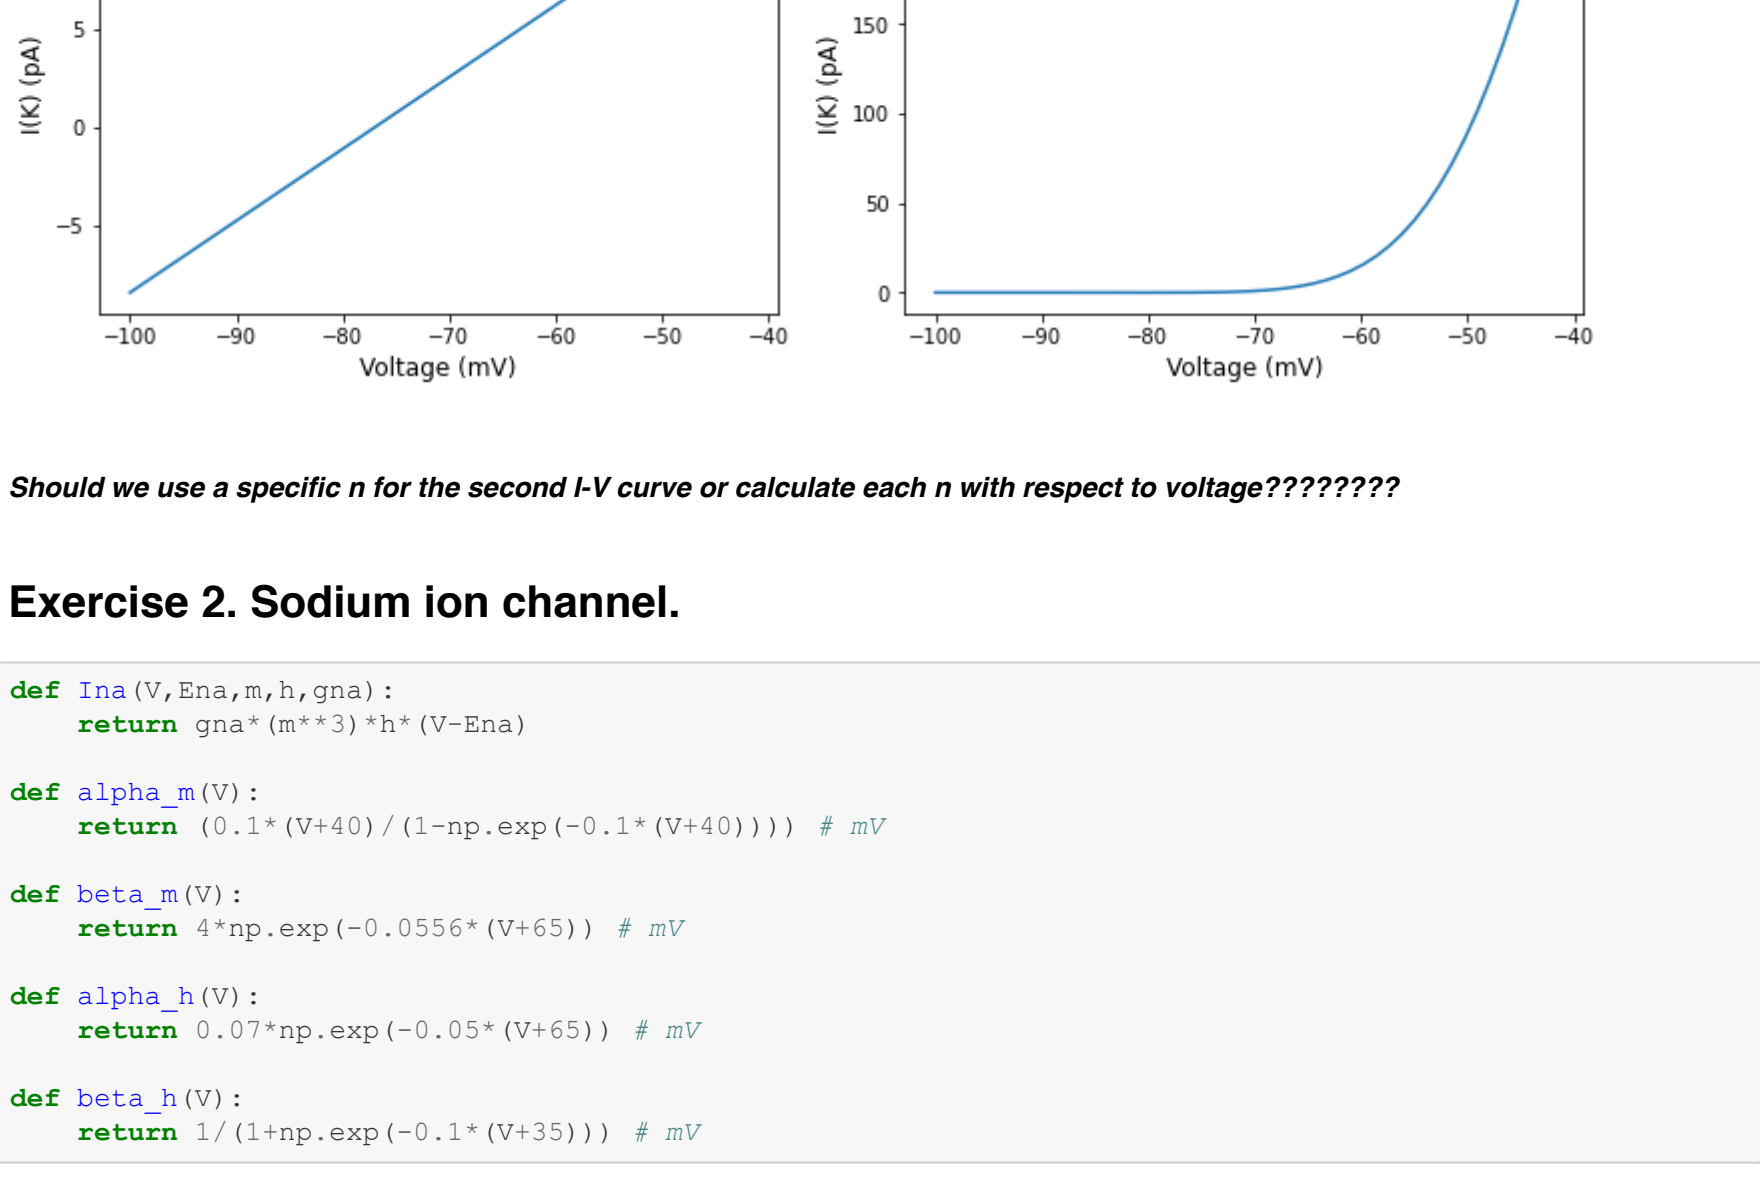 5
0
−5
I(K) (pA)
−100 −90 −80 −70 −60 −50 −40
Voltage (mV)
150
100
50
0
I(K) (pA)
−100 −90 −80 −70 −60 −50 −40
Voltage (mV)
Should we use a specific n for the second I-V curve or calculate each n with respect to voltage????????
Exercise 2. Sodium ion channel.
def Ina(V,Ena,m,h,gna):
    return gna*(m**3)*h*(V-Ena)
def alpha_m(V):
    return (0.1*(V+40)/(1-np.exp(-0.1*(V+40)))) # mV
def beta_m(V):
    return 4*np.exp(-0.0556*(V+65)) # mV
def alpha_h(V):
    return 0.07*np.exp(-0.05*(V+65)) # mV
def beta_h(V):
    return 1/(1+np.exp(-0.1*(V+35))) # mV